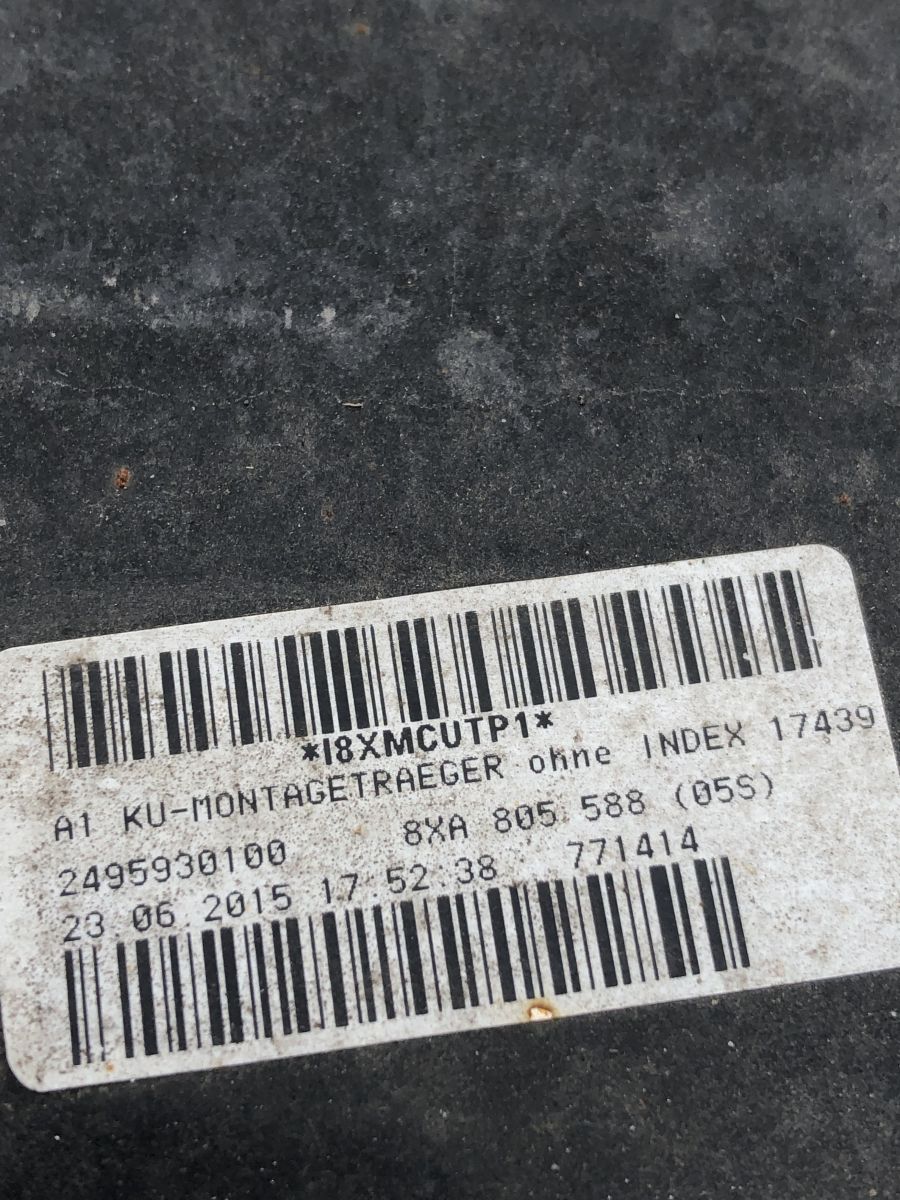 *I8XMCUTP1*
A1 KU-MONTAGETRAEGER ohne INDEX 17439
2495930100 8XA 805 588 (05S)
23.06.2015 17:52:38 771414